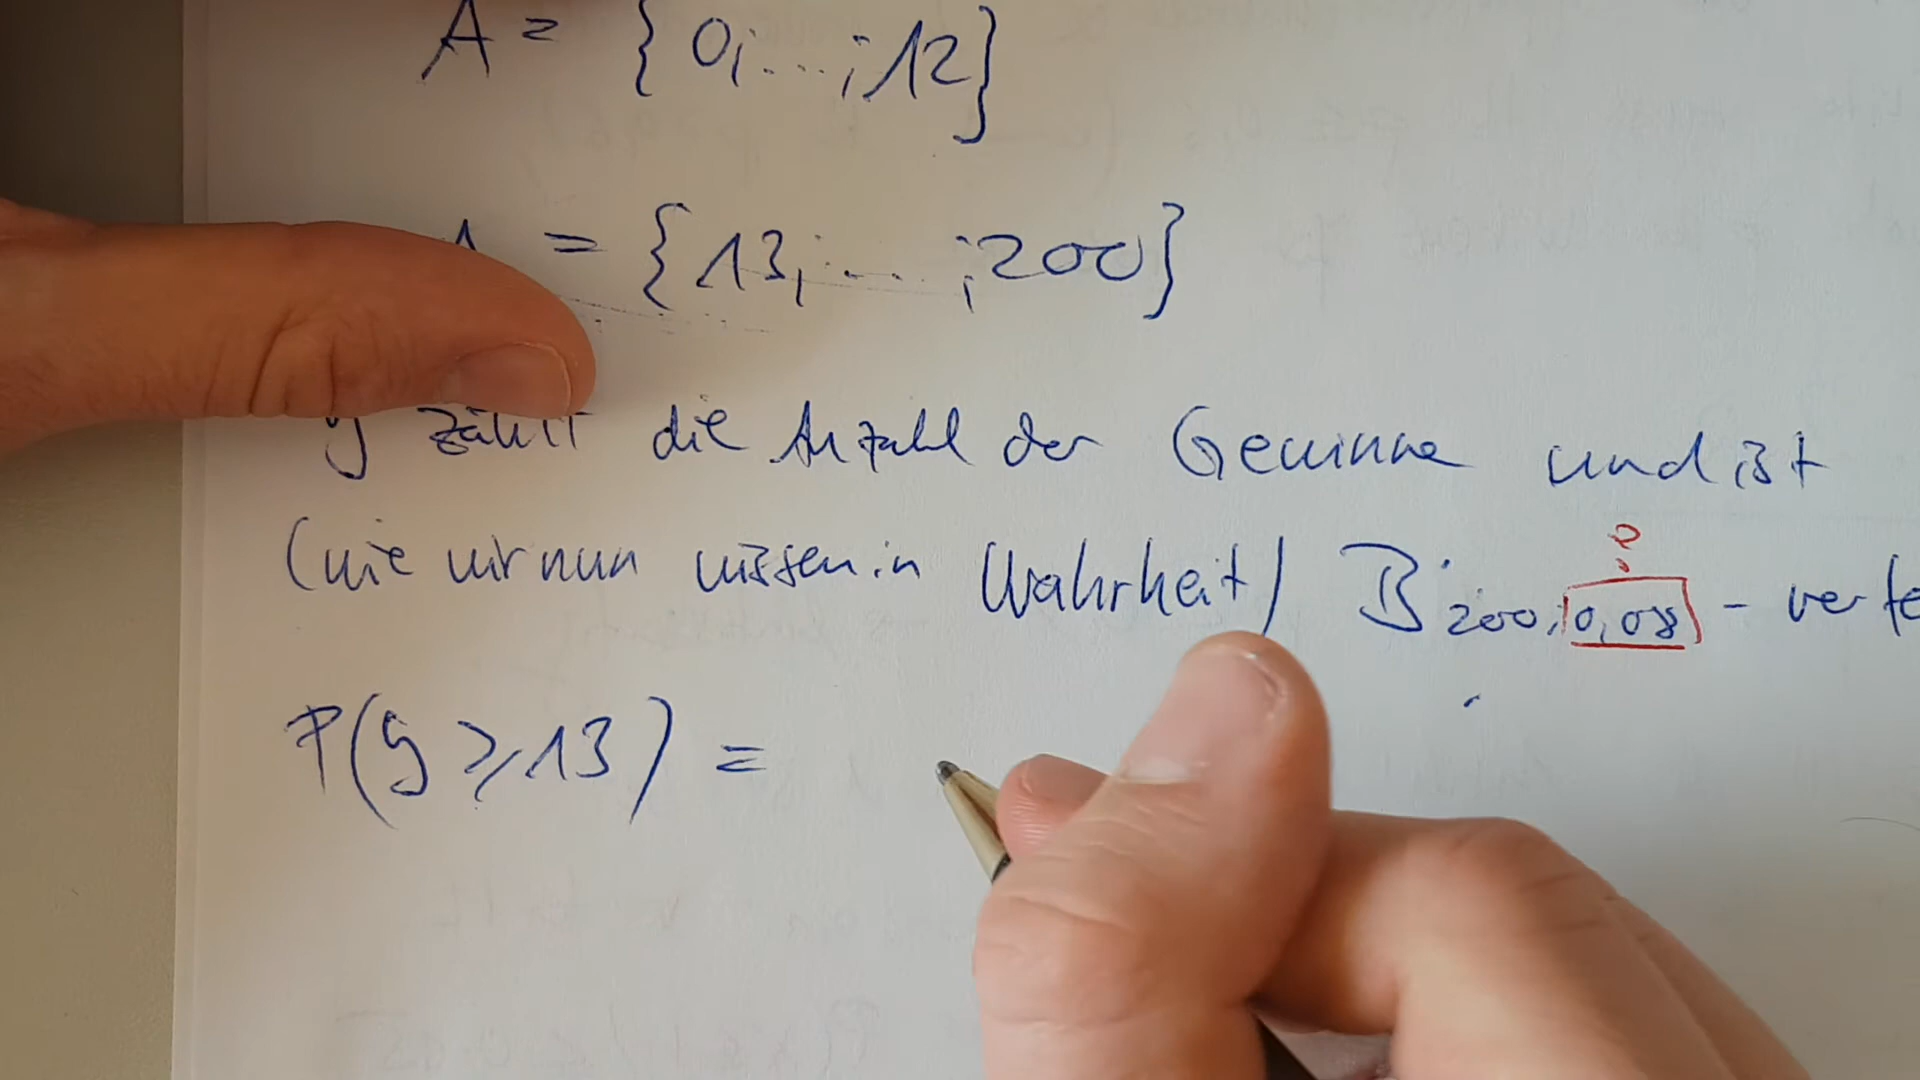 A = {0; ... ; 12}
= {13; ... ; 200}
y zählt die Anzahl der Gewinne und ist
(wie wir nun wissen in Wahrheit) B 200; 0,08 - verte
P(y ≥ 13) =